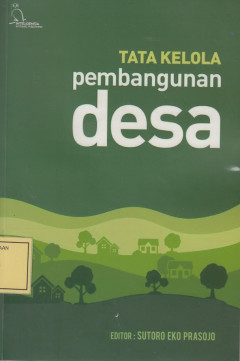 TATA KELOLA
pembangunan
desa
EDITOR : SUTORO EKO PRASOJO